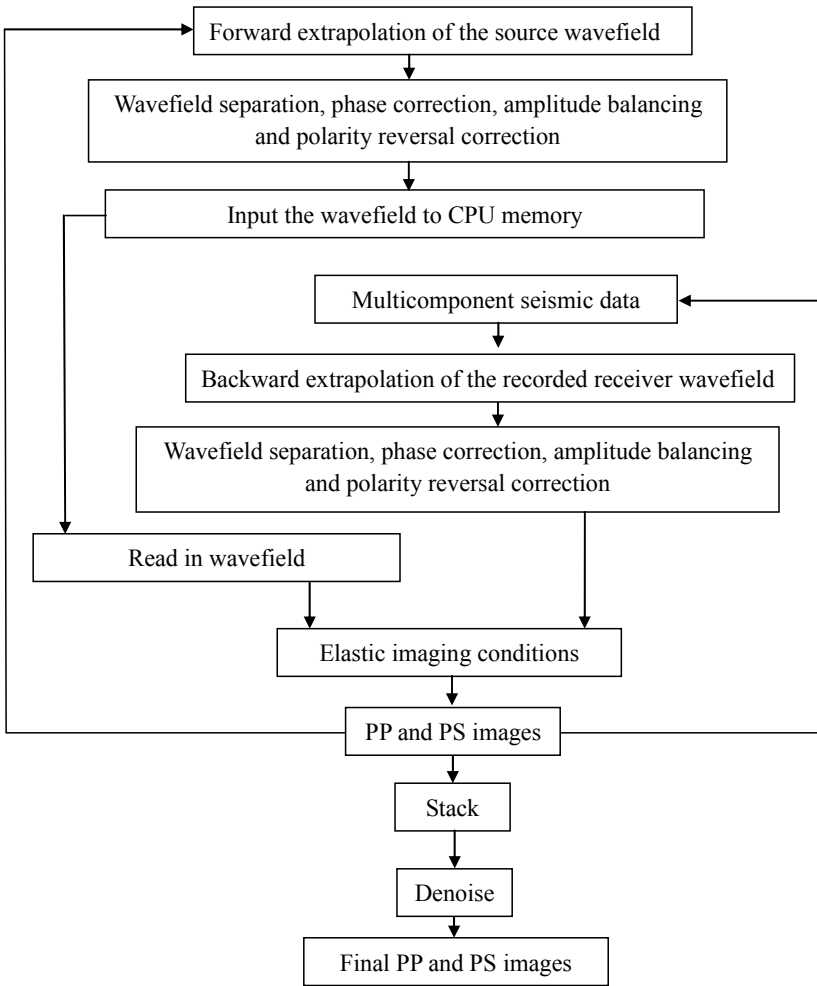 Forward extrapolation of the source wavefield
Wavefield separation, phase correction, amplitude balancing
and polarity reversal correction
Input the wavefield to CPU memory
Multicomponent seismic data
Backward extrapolation of the recorded receiver wavefield
Wavefield separation, phase correction, amplitude balancing
and polarity reversal correction
Read in wavefield
Elastic imaging conditions
PP and PS images
Stack
Denoise
Final PP and PS images